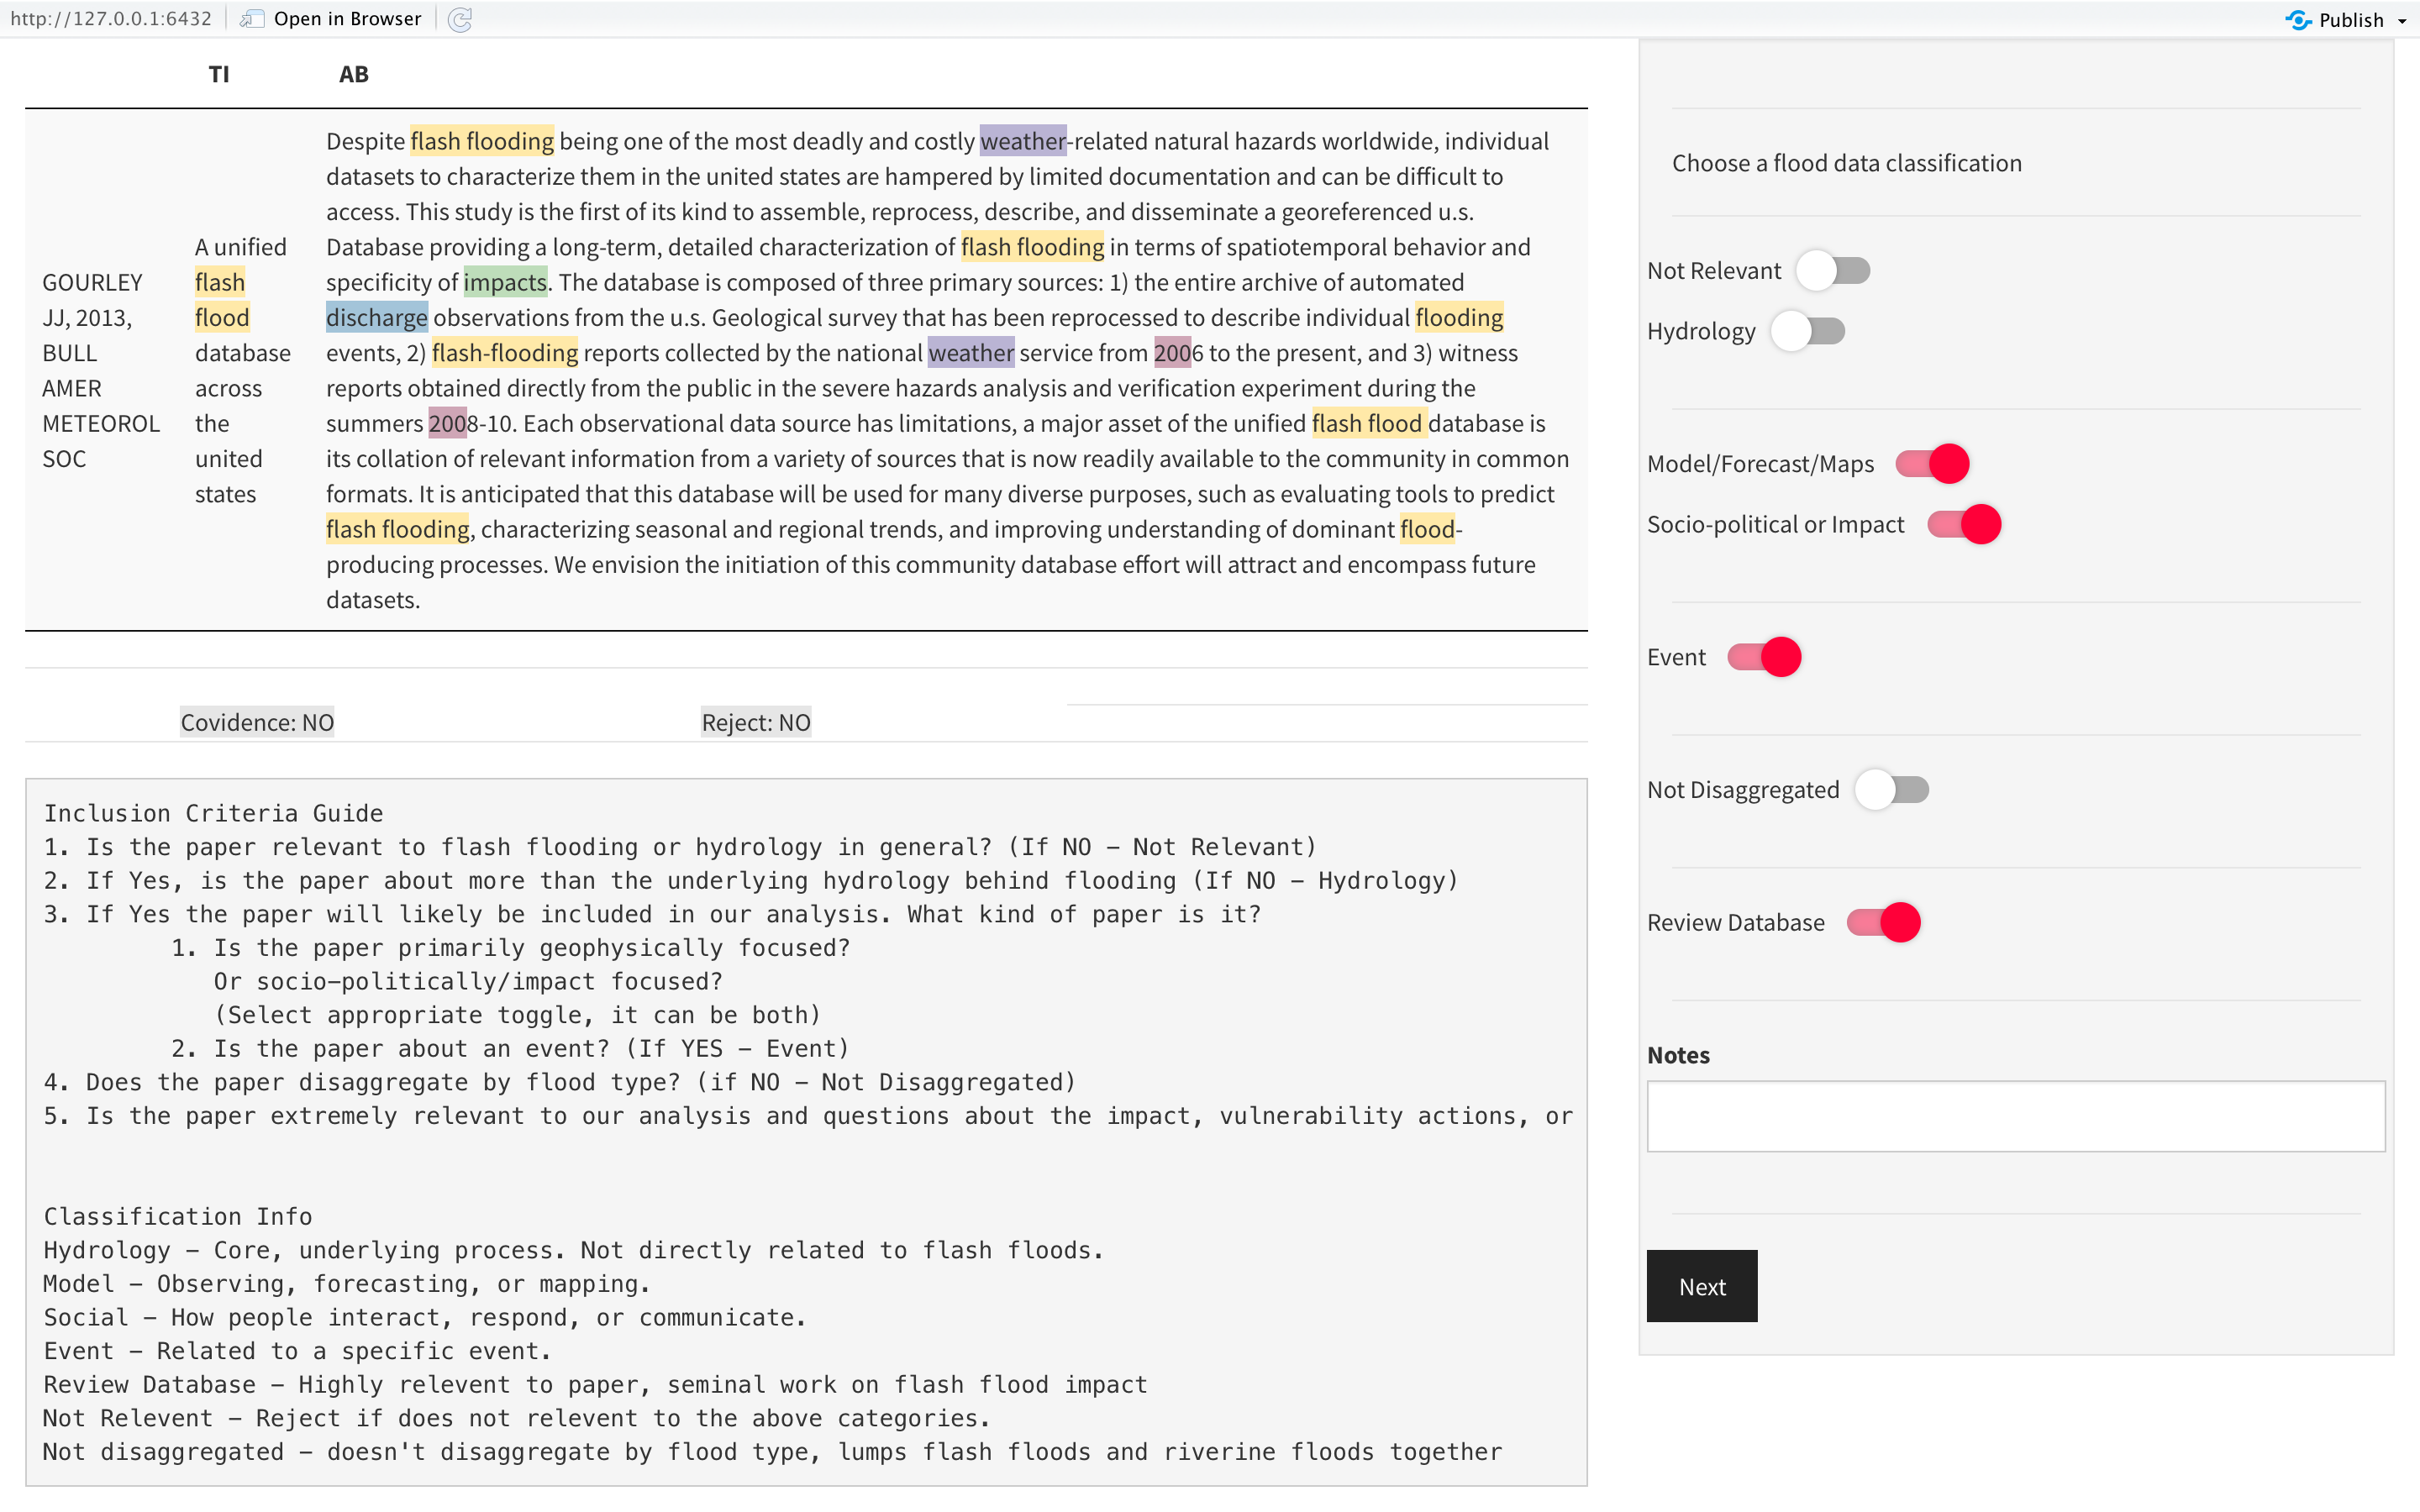 http://127.0.0.1:6432 Open in Browser Publish
TI AB
GOURLEY
JJ, 2013,
BULL
AMER
METEOROL
SOC
A unified
flash
flood
database
across
the
united
states
Despite flash flooding being one of the most deadly and costly weather-related natural hazards worldwide, individual
datasets to characterize them in the united states are hampered by limited documentation and can be difficult to
access. This study is the first of its kind to assemble, reprocess, describe, and disseminate a georeferenced u.s.
Database providing a long-term, detailed characterization of flash flooding in terms of spatiotemporal behavior and
specificity of impacts. The database is composed of three primary sources: 1) the entire archive of automated
discharge observations from the u.s. Geological survey that has been reprocessed to describe individual flooding
events, 2) flash-flooding reports collected by the national weather service from 2006 to the present, and 3) witness
reports obtained directly from the public in the severe hazards analysis and verification experiment during the
summers 2008-10. Each observational data source has limitations, a major asset of the unified flash flood database is
its collation of relevant information from a variety of sources that is now readily available to the community in common
formats. It is anticipated that this database will be used for many diverse purposes, such as evaluating tools to predict
flash flooding, characterizing seasonal and regional trends, and improving understanding of dominant flood-
producing processes. We envision the initiation of this community database effort will attract and encompass future
datasets.
Covidence: NO Reject: NO
Inclusion Criteria Guide
1. Is the paper relevant to flash flooding or hydrology in general? (If NO – Not Relevant)
2. If Yes, is the paper about more than the underlying hydrology behind flooding (If NO – Hydrology)
3. If Yes the paper will likely be included in our analysis. What kind of paper is it?
1. Is the paper primarily geophysically focused?
Or socio-politically/impact focused?
(Select appropriate toggle, it can be both)
2. Is the paper about an event? (If YES – Event)
4. Does the paper disaggregate by flood type? (if NO – Not Disaggregated)
5. Is the paper extremely relevant to our analysis and questions about the impact, vulnerability actions, or
Classification Info
Hydrology – Core, underlying process. Not directly related to flash floods.
Model – Observing, forecasting, or mapping.
Social – How people interact, respond, or communicate.
Event – Related to a specific event.
Review Database – Highly relevent to paper, seminal work on flash flood impact
Not Relevent – Reject if does not relevent to the above categories.
Not disaggregated – doesn't disaggregate by flood type, lumps flash floods and riverine floods together
Choose a flood data classification
Not Relevant
Hydrology
Model/Forecast/Maps
Socio-political or Impact
Event
Not Disaggregated
Review Database
Notes
Next